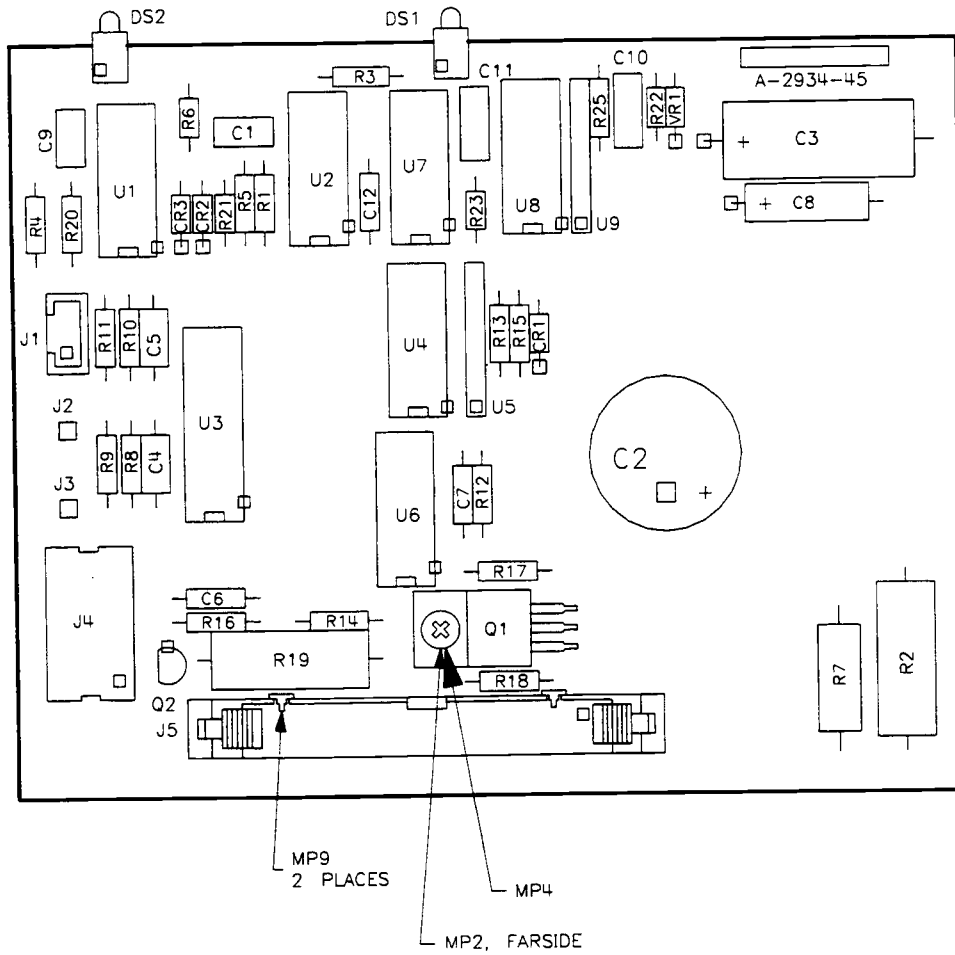 DS2
DS1
R3
C10
C11
A-2934-45
R6
C1
C9
R25
R22
VR1
+ C3
U1
U2
U7
U8
CR3
CR2
R21
R5
R1
C12
R23
U9
+ C8
R4
R20
J1
R11
R10
C5
U4
R13
R15
CR1
U5
J2
U3
C2
+
R9
R8
C4
J3
U6
C7
R12
R17
C6
J4
R16
R14
Q1
R19
R18
R7
R2
Q2
J5
MP9
2 PLACES
MP4
MP2, FARSIDE